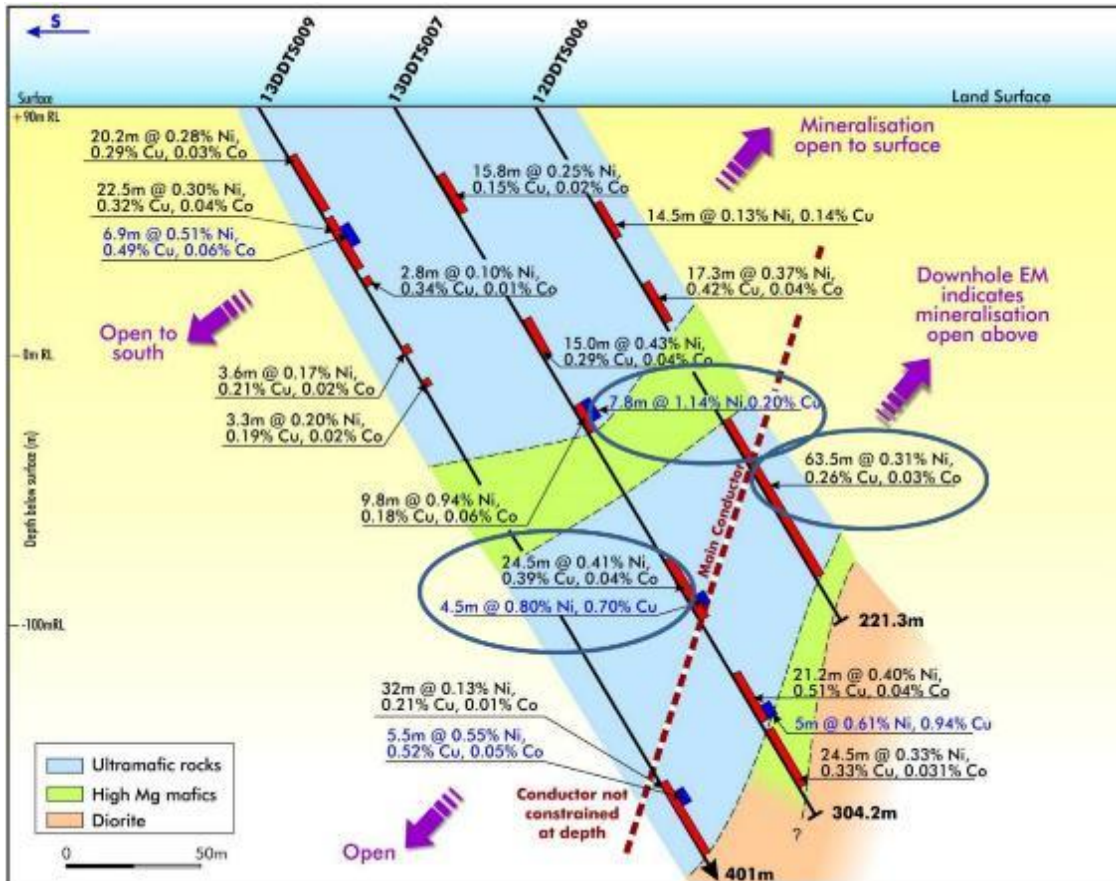 S
13DDTS009
13DDTS007
12DDTS006
Surface
Land Surface
+90m RL
20.2m @ 0.28% Ni,
0.29% Cu, 0.03% Co
22.5m @ 0.30% Ni,
0.32% Cu, 0.04% Co
6.9m @ 0.51% Ni,
0.49% Cu, 0.06% Co
15.8m @ 0.25% Ni,
0.15% Cu, 0.02% Co
Mineralisation
open to surface
14.5m @ 0.13% Ni, 0.14% Cu
2.8m @ 0.10% Ni,
0.34% Cu, 0.01% Co
17.3m @ 0.37% Ni,
0.42% Cu, 0.04% Co
Downhole EM
indicates
mineralisation
open above
Open to
south
0m RL
15.0m @ 0.43% Ni,
0.29% Cu, 0.04% Co
3.6m @ 0.17% Ni,
0.21% Cu, 0.02% Co
7.8m @ 1.14% Ni,0.20% Cu
3.3m @ 0.20% Ni,
0.19% Cu, 0.02% Co
63.5m @ 0.31% Ni,
0.26% Cu, 0.03% Co
Depth below surface (m)
9.8m @ 0.94% Ni,
0.18% Cu, 0.06% Co
Main Conductor
24.5m @ 0.41% Ni,
0.39% Cu, 0.04% Co
4.5m @ 0.80% Ni, 0.70% Cu
-100mRL
221.3m
32m @ 0.13% Ni,
0.21% Cu, 0.01% Co
21.2m @ 0.40% Ni,
0.51% Cu, 0.04% Co
5m @ 0.61% Ni, 0.94% Cu
5.5m @ 0.55% Ni,
0.52% Cu, 0.05% Co
24.5m @ 0.33% Ni,
0.33% Cu, 0.031% Co
Ultramafic rocks
High Mg mafics
Diorite
0
50m
Conductor not
constrained
at depth
304.2m
?
Open
401m